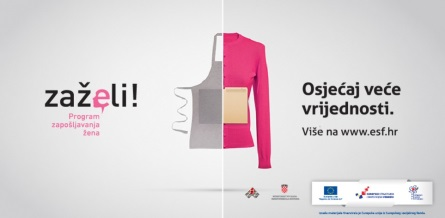 zaželi!
Program
zapošljavanja
žena
Osjećaj veće
vrijednosti.
Više na www.esf.hr